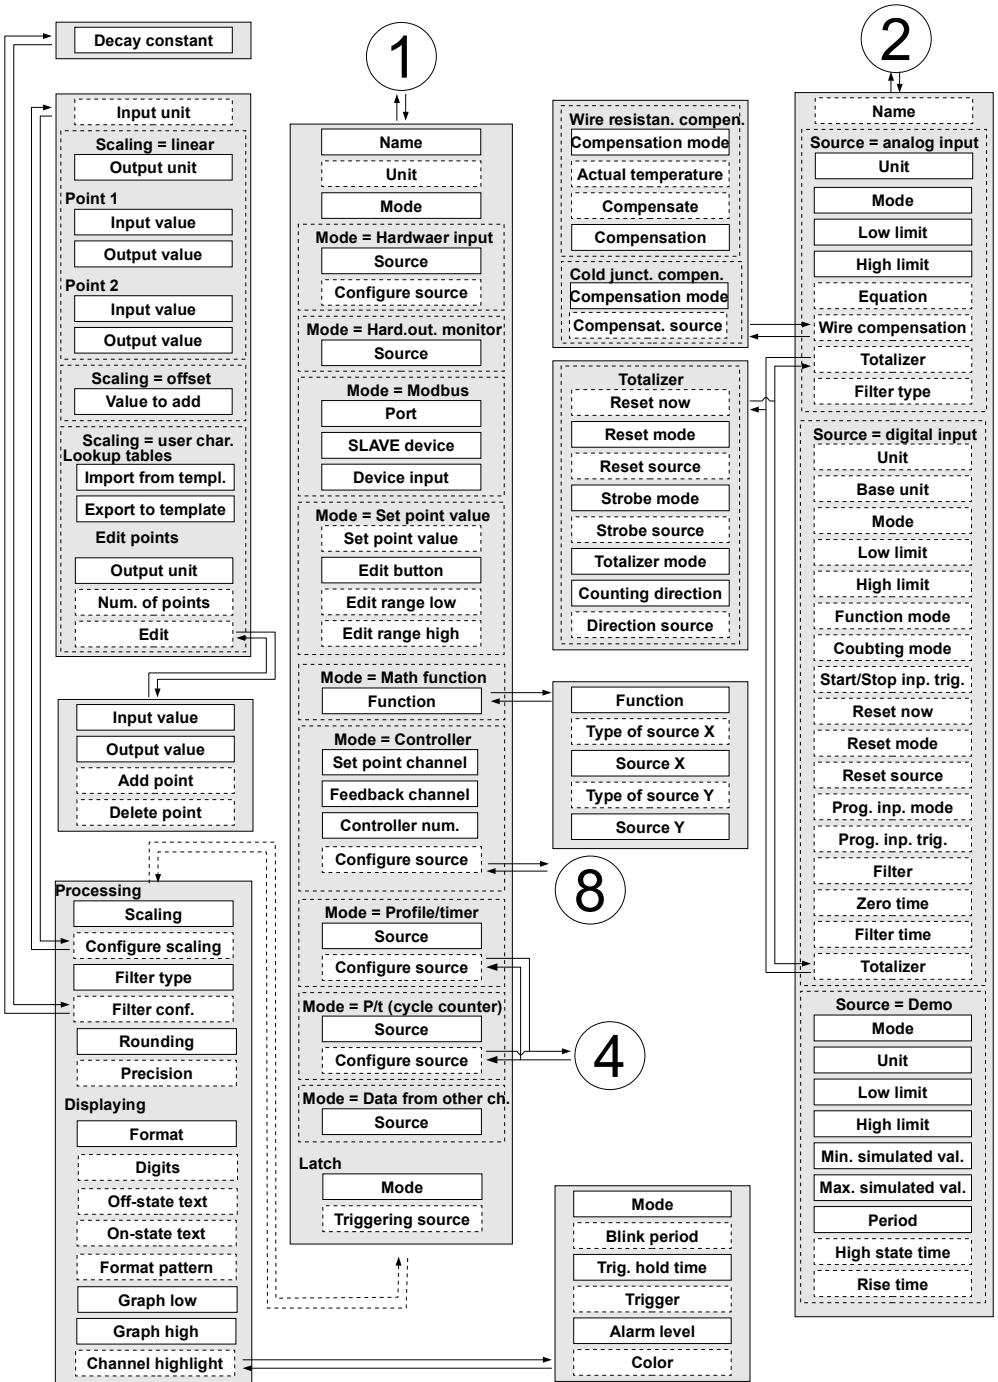 Decay constant
Input unit
Scaling = linear
Output unit
Point 1
Input value
Output value
Point 2
Input value
Output value
Scaling = offset
Value to add
Scaling = user char.
Lookup tables
Import from templ.
Export to template
Edit points
Output unit
Num. of points
Edit
Input value
Output value
Add point
Delete point
Processing
Scaling
Configure scaling
Filter type
Filter conf.
Rounding
Precision
Displaying
Format
Digits
Off-state text
On-state text
Format pattern
Graph low
Graph high
Channel highlight
1
Name
Unit
Mode
Mode = Hardwaer input
Source
Configure source
Mode = Hard.out. monitor
Source
Mode = Modbus
Port
SLAVE device
Device input
Mode = Set point value
Set point value
Edit button
Edit range low
Edit range high
Mode = Math function
Function
Mode = Controller
Set point channel
Feedback channel
Controller num.
Configure source
Mode = Profile/timer
Source
Configure source
Mode = P/t (cycle counter)
Source
Configure source
Mode = Data from other ch.
Source
Latch
Mode
Triggering source
Wire resistan. compen.
Compensation mode
Actual temperature
Compensate
Compensation
Cold junct. compen.
Compensation mode
Compensat. source
Totalizer
Reset now
Reset mode
Reset source
Strobe mode
Strobe source
Totalizer mode
Counting direction
Direction source
Function
Type of source X
Source X
Type of source Y
Source Y
8
4
Mode
Blink period
Trig. hold time
Trigger
Alarm level
Color
2
Name
Source = analog input
Unit
Mode
Low limit
High limit
Equation
Wire compensation
Totalizer
Filter type
Source = digital input
Unit
Base unit
Mode
Low limit
High limit
Function mode
Coubting mode
Start/Stop inp. trig.
Reset now
Reset mode
Reset source
Prog. inp. mode
Prog. inp. trig.
Filter
Zero time
Filter time
Totalizer
Source = Demo
Mode
Unit
Low limit
High limit
Min. simulated val.
Max. simulated val.
Period
High state time
Rise time